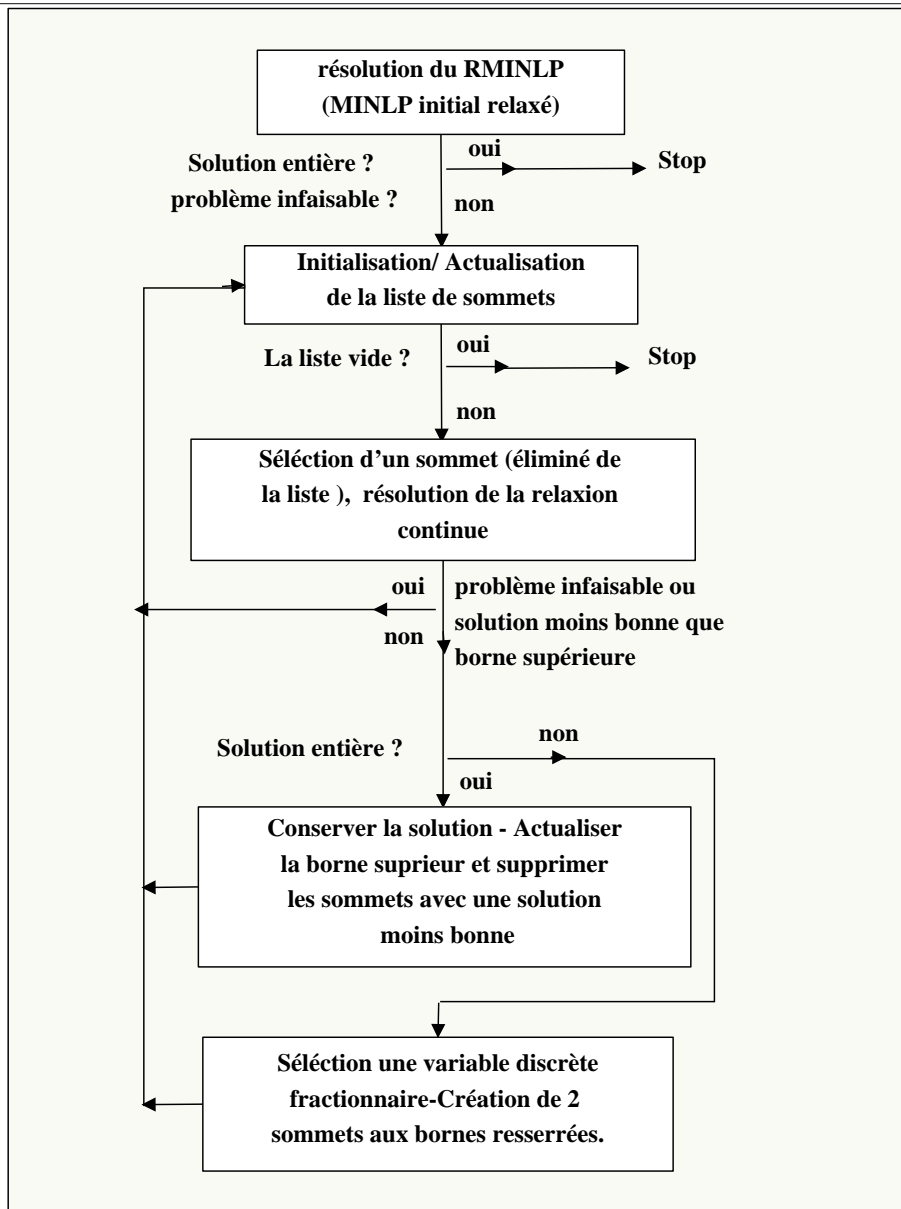 résolution du RMINLP
(MINLP initial relaxé)
oui
Solution entière ?
problème infaisable ?
Stop
non
Initialisation/ Actualisation
de la liste de sommets
La liste vide ?
oui
Stop
non
Séléction d'un sommet (éliminé de
la liste ), résolution de la relaxion
continue
oui
non
problème infaisable ou
solution moins bonne que
borne supérieure
Solution entière ?
non
oui
Conserver la solution - Actualiser
la borne suprieur et supprimer
les sommets avec une solution
moins bonne
Séléction une variable discrète
fractionnaire-Création de 2
sommets aux bornes resserrées.